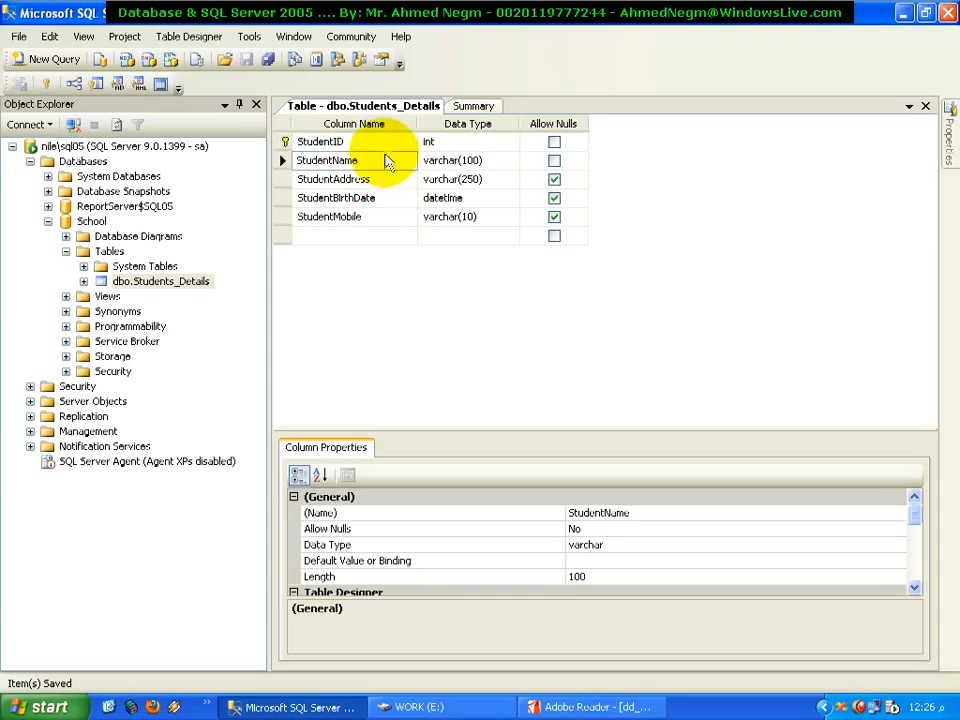 Microsoft SQL S
Database & SQL Server 2005 .... By: Mr. Ahmed Negm - 0020119777244 - AhmedNegm@WindowsLive.com
File Edit View Project Table Designer Tools Window Community Help
New Query
Object Explorer
Table - dbo.Students_Details Summary
Connect
Column Name Data Type Allow Nulls
StudentID int
StudentName varchar(100)
StudentAddress varchar(250)
StudentBirthDate datetime
StudentMobile varchar(10)
Properties
nile\sql05 (SQL Server 9.0.1399 - sa)
Databases
System Databases
Database Snapshots
ReportServer$SQL05
School
Database Diagrams
Tables
System Tables
dbo.Students_Details
Views
Synonyms
Programmability
Service Broker
Storage
Security
Security
Server Objects
Replication
Management
Notification Services
SQL Server Agent (Agent XPs disabled)
Column Properties
(General)
(Name) StudentName
Allow Nulls No
Data Type varchar
Default Value or Binding
Length 100
Table Designer
(General)
Item(s) Saved
start Microsoft SQL Server ... WORK (E:) Adobe Reader - [dd_... 12:26 م